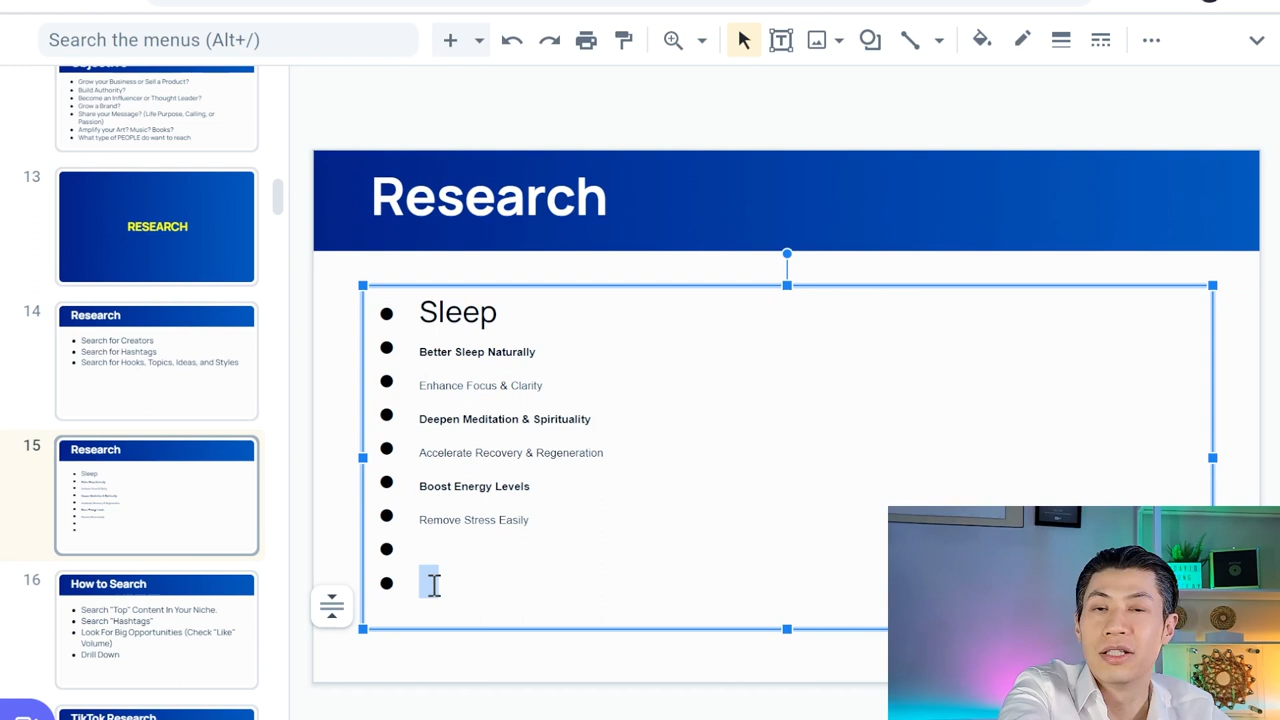 Search the menus (Alt+/)
Grow your Business or Sell a Product?
Build Authority?
Become an Influencer or Thought Leader?
Grow a Brand?
Share your Message? (Life Purpose, Calling, or
Passion)
Amplify your Art? Music? Books?
What type of PEOPLE do want to reach
13
RESEARCH
14
Research
Search for Creators
Search for Hashtags
Search for Hooks, Topics, Ideas, and Styles
15
Research
Sleep
16
How to Search
Search "Top" Content In Your Niche.
Search "Hashtags"
Look For Big Opportunities (Check "Like"
Volume)
Drill Down
TikTok Research
Research
Sleep
Better Sleep Naturally
Enhance Focus & Clarity
Deepen Meditation & Spirituality
Accelerate Recovery & Regeneration
Boost Energy Levels
Remove Stress Easily